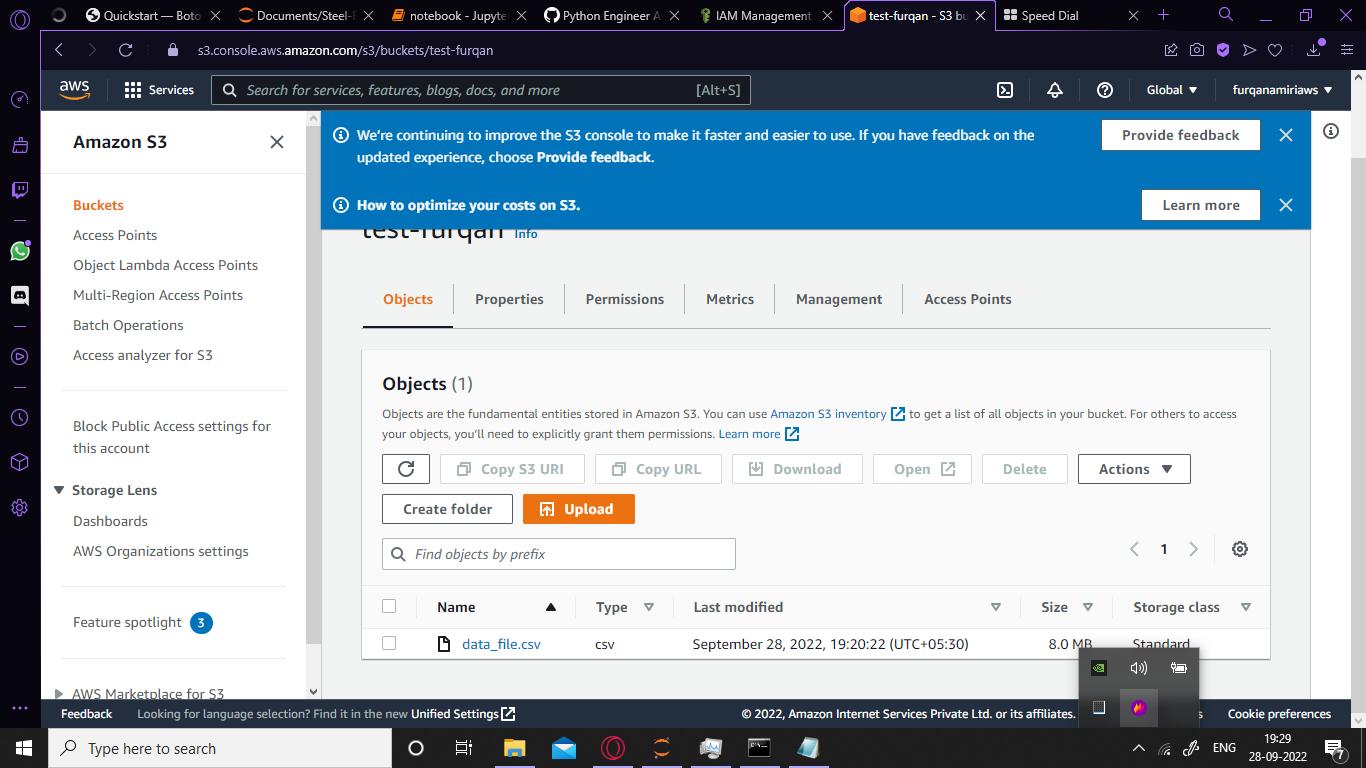 Quickstart — Boto
Documents/Steel-E
notebook - Jupyte
Python Engineer A
IAM Management
test-furqan - S3 bu
Speed Dial
s3.console.aws.amazon.com/s3/buckets/test-furqan
aws
Services
Search for services, features, blogs, docs, and more
[Alt+S]
Global
furqanamiriaws
Amazon S3
Buckets
Access Points
Object Lambda Access Points
Multi-Region Access Points
Batch Operations
Access analyzer for S3
Block Public Access settings for
this account
Storage Lens
Dashboards
AWS Organizations settings
Feature spotlight 3
AWS Marketplace for S3
We're continuing to improve the S3 console to make it faster and easier to use. If you have feedback on the
updated experience, choose Provide feedback.
Provide feedback
How to optimize your costs on S3.
Learn more
test-furqan Info
Objects
Properties
Permissions
Metrics
Management
Access Points
Objects (1)
Objects are the fundamental entities stored in Amazon S3. You can use Amazon S3 inventory to get a list of all objects in your bucket. For others to access
your objects, you'll need to explicitly grant them permissions. Learn more
Copy S3 URI
Copy URL
Download
Open
Delete
Actions
Create folder
Upload
Find objects by prefix
1
Name
Type
Last modified
Size
Storage class
data_file.csv
csv
September 28, 2022, 19:20:22 (UTC+05:30)
8.0 MB
Standard
Feedback
Looking for language selection? Find it in the new Unified Settings
© 2022, Amazon Internet Services Private Ltd. or its affiliates.
Cookie preferences
Type here to search
ENG
19:29
28-09-2022
7